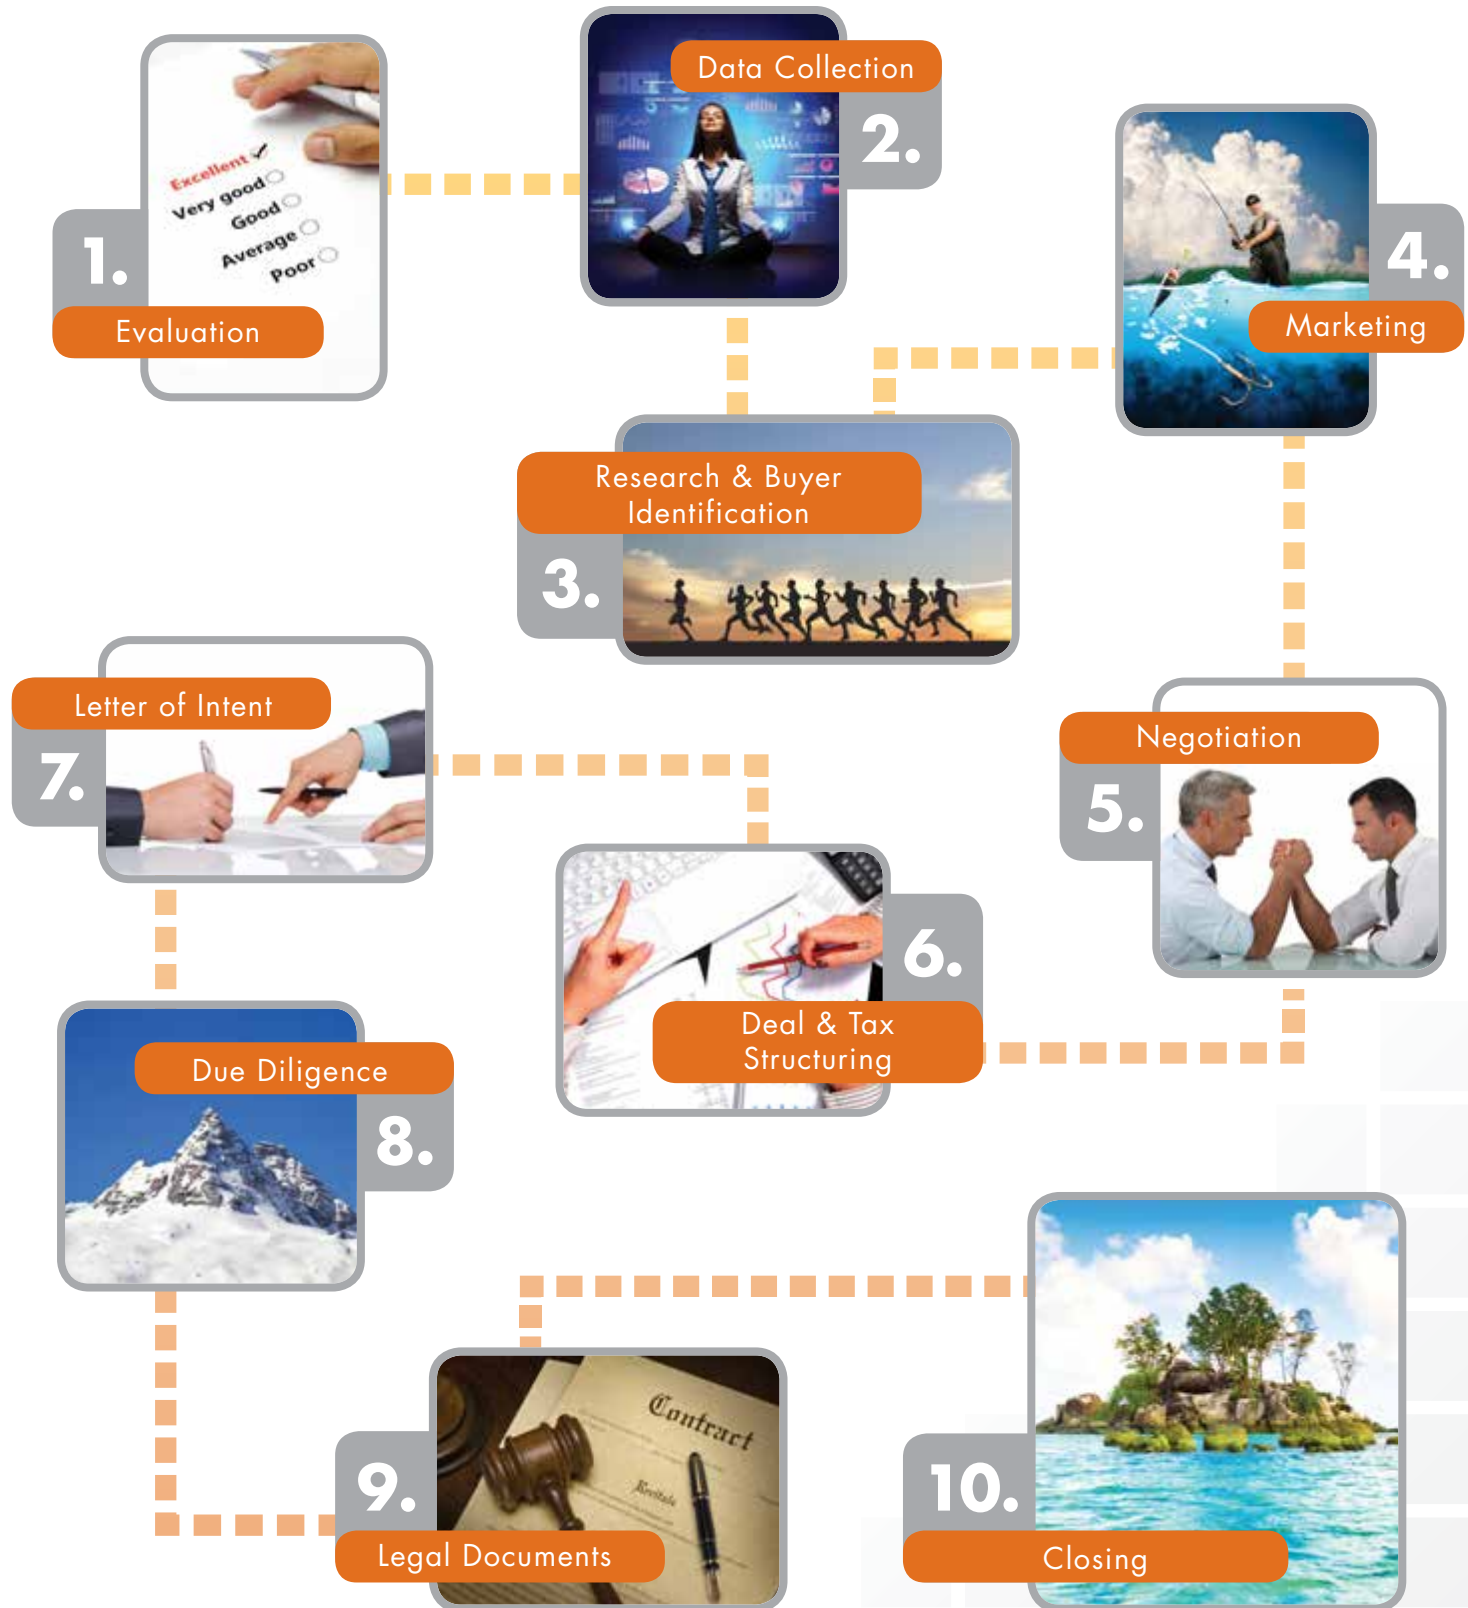 Excellent
Very good
Good
Average
Poor
1.
Evaluation
Data Collection
2.
Research & Buyer
Identification
3.
4.
Marketing
Negotiation
5.
6.
Deal & Tax
Structuring
Letter of Intent
7.
Due Diligence
8.
Contract
Recitals
9.
Legal Documents
10.
Closing